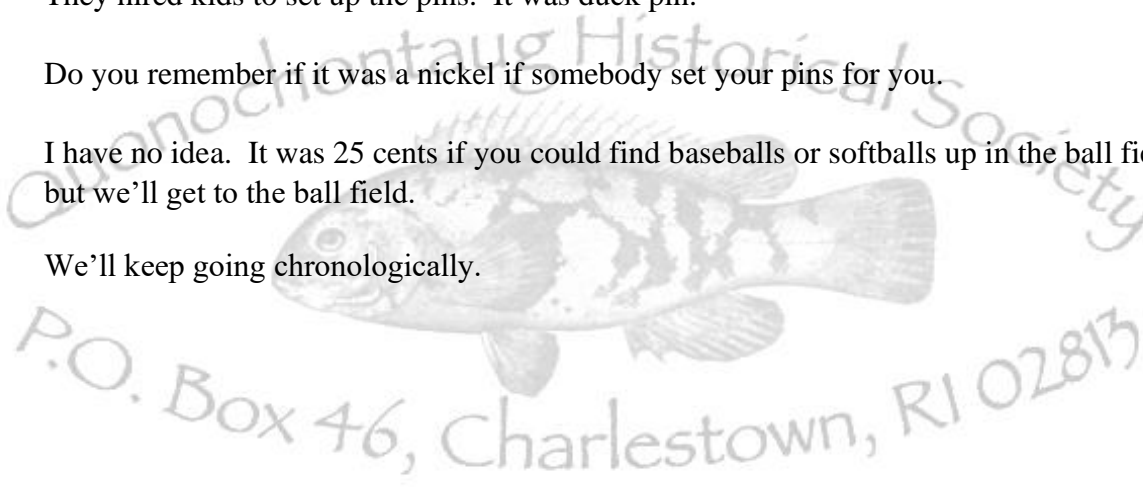 They hired kids to set up the pins.  It was duck pin.
Quonochontaug Historical Society
Do you remember if it was a nickel if somebody set your pins for you.
I have no idea.  It was 25 cents if you could find baseballs or softballs up in the ball fie
but we’ll get to the ball field.
We’ll keep going chronologically.
P.O. Box 46, Charlestown, RI 02813